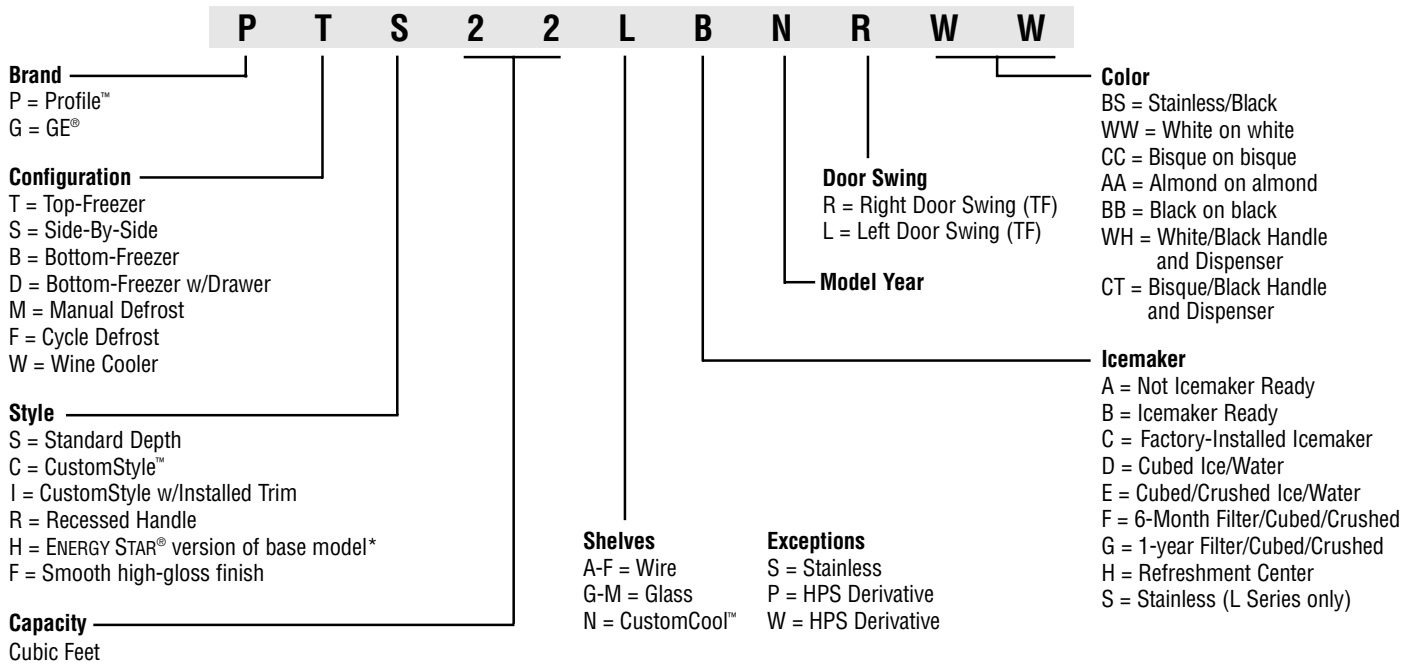 P T S 2 2 L B N R W W
Brand
P = Profile™
G = GE®
Configuration
T = Top-Freezer
S = Side-By-Side
B = Bottom-Freezer
D = Bottom-Freezer w/Drawer
M = Manual Defrost
F = Cycle Defrost
W = Wine Cooler
Style
S = Standard Depth
C = CustomStyle™
I = CustomStyle w/Installed Trim
R = Recessed Handle
H = ENERGY STAR® version of base model*
F = Smooth high-gloss finish
Capacity
Cubic Feet
Shelves
A-F = Wire
G-M = Glass
N = CustomCool™
Exceptions
S = Stainless
P = HPS Derivative
W = HPS Derivative
Door Swing
R = Right Door Swing (TF)
L = Left Door Swing (TF)
Model Year
Color
BS = Stainless/Black
WW = White on white
CC = Bisque on bisque
AA = Almond on almond
BB = Black on black
WH = White/Black Handle
and Dispenser
CT = Bisque/Black Handle
and Dispenser
Icemaker
A = Not Icemaker Ready
B = Icemaker Ready
C = Factory-Installed Icemaker
D = Cubed Ice/Water
E = Cubed/Crushed Ice/Water
F = 6-Month Filter/Cubed/Crushed
G = 1-year Filter/Cubed/Crushed
H = Refreshment Center
S = Stainless (L Series only)